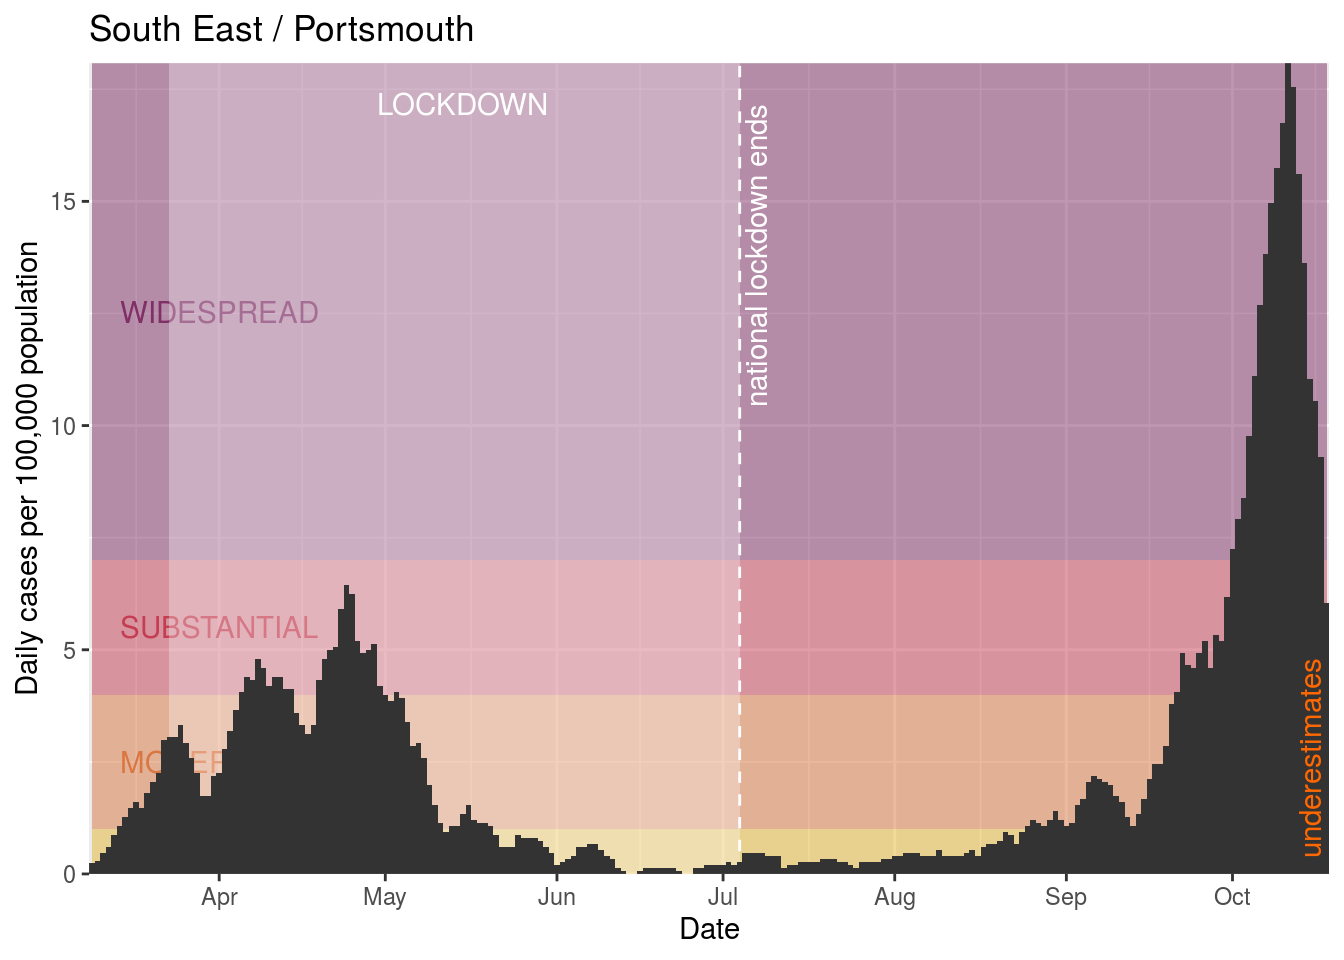 South East / Portsmouth
LOCKDOWN
national lockdown ends
WIDESPREAD
SUBSTANTIAL
underestimates
15
10
5
0
Daily cases per 100,000 population
Apr
May
Jun
Jul
Aug
Sep
Oct
Date